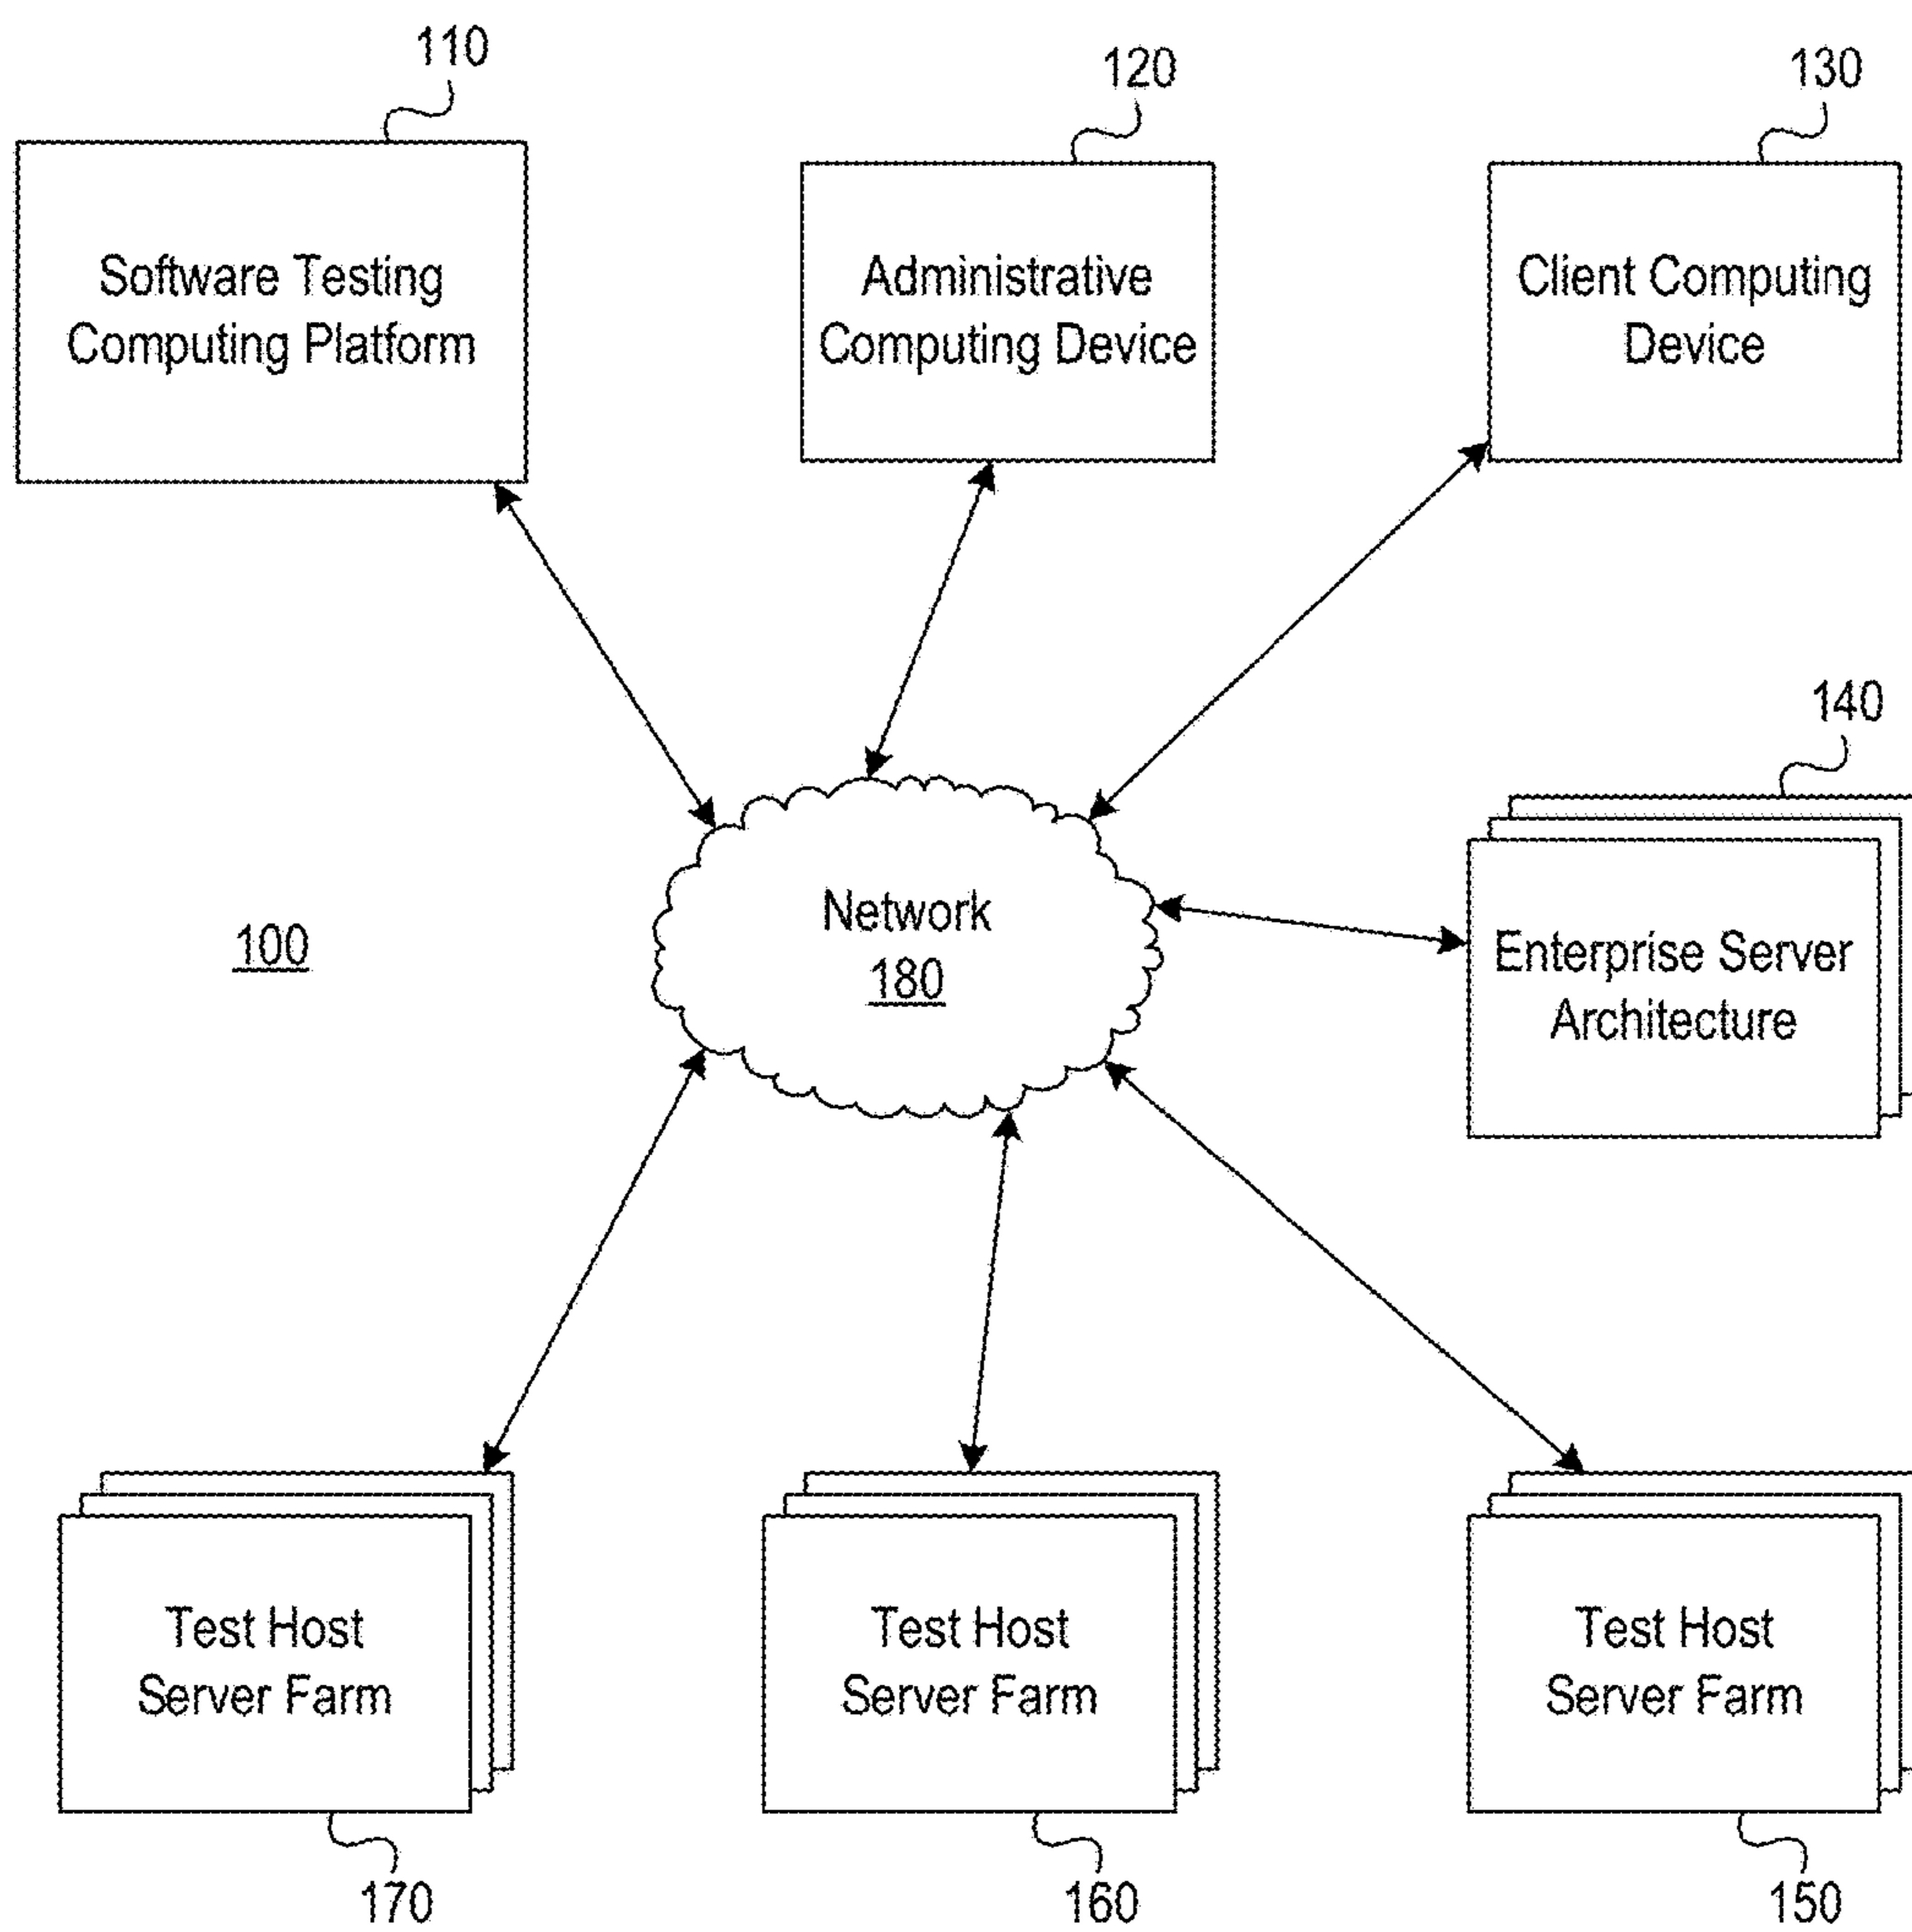 110
120
130
Software Testing
Computing Platform
Administrative
Computing Device
Client Computing
Device
140
Network
180
100
Enterprise Server
Architecture
Test Host
Server Farm
Test Host
Server Farm
Test Host
Server Farm
170
160
150